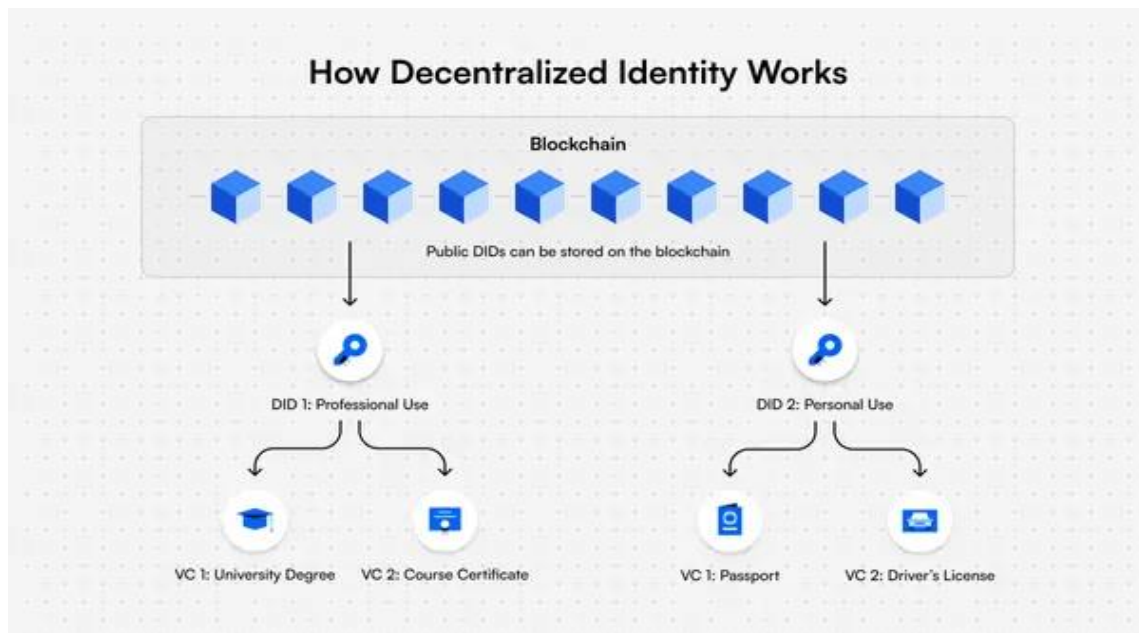 How Decentralized Identity Works
Blockchain
Public DIDs can be stored on the blockchain
DID 1: Professional Use
DID 2: Personal Use
VC 1: University Degree
VC 2: Course Certificate
VC 1: Passport
VC 2: Driver's License